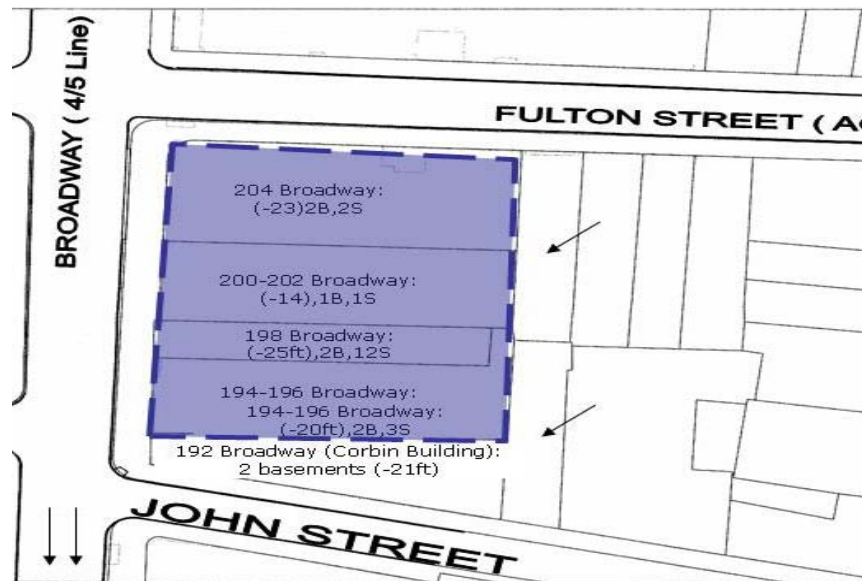 BROADWAY ( 4/5 Line)
FULTON STREET ( AC
204 Broadway:
(-23)2B,2S
200-202 Broadway:
(-14),1B,1S
198 Broadway:
(-25ft),2B,12S
194-196 Broadway:
194-196 Broadway:
(-20ft),2B,3S
192 Broadway (Corbin Building):
2 basements (-21ft)
JOHN STREET